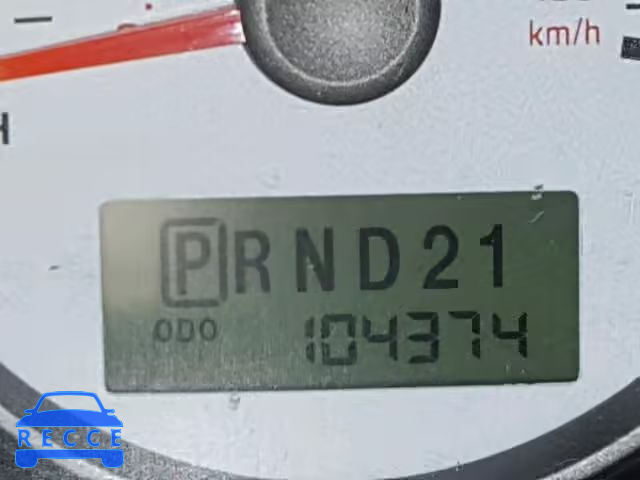 km/h
H
PRND21
ODO 104374
RECCE